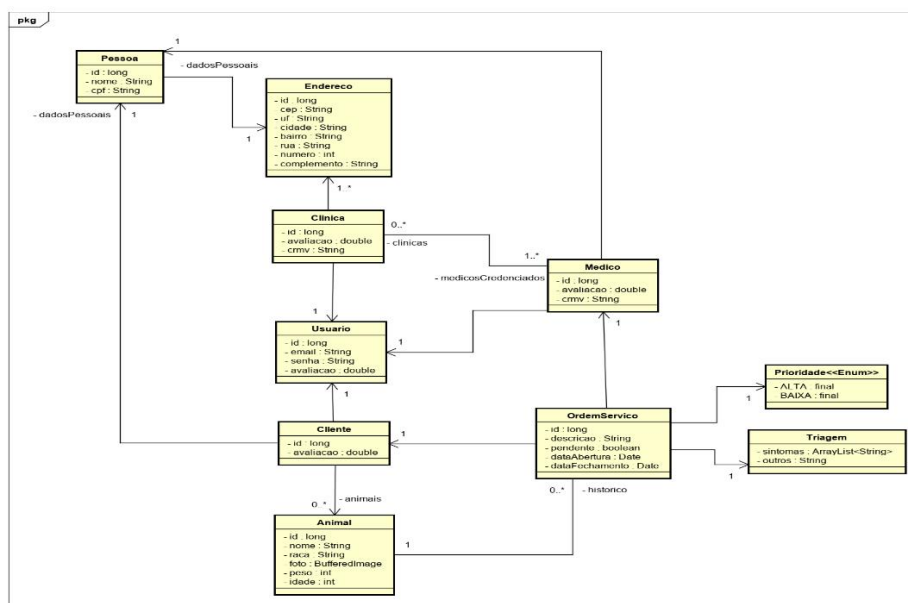 pkg
Pessoa
- id : long
- nome : String
- cpf : String
1
- dadosPessoais
Endereco
- id : long
- cep : String
- uf : String
- cidade : String
- bairro : String
- rua : String
- numero : int
- complemento : String
- dadosPessoais
1
1
1..*
Clinica
- id : long
- avaliacao : double
- crmv : String
0..*
- clinicas
1..*
- medicosCredenciados
Medico
- id : long
- avaliacao : double
- crmv : String
1
1
1
Usuario
- id : long
- email : String
- senha : String
- avaliacao : double
1
Prioridade<<Enum>>
- ALTA : final
- BAIXA : final
1
Cliente
- id : long
- avaliacao : double
1
OrdemServico
- id : long
- descricao : String
- pendente : boolean
- dataAbertura : Date
- dataFechamento : Date
Triagem
- sintomas : ArrayList<String>
- outros : String
1
0..*
- animais
0..*
- historico
Animal
- id : long
- nome : String
- raca : String
- foto : BufferedImage
- peso : int
- idade : int
1